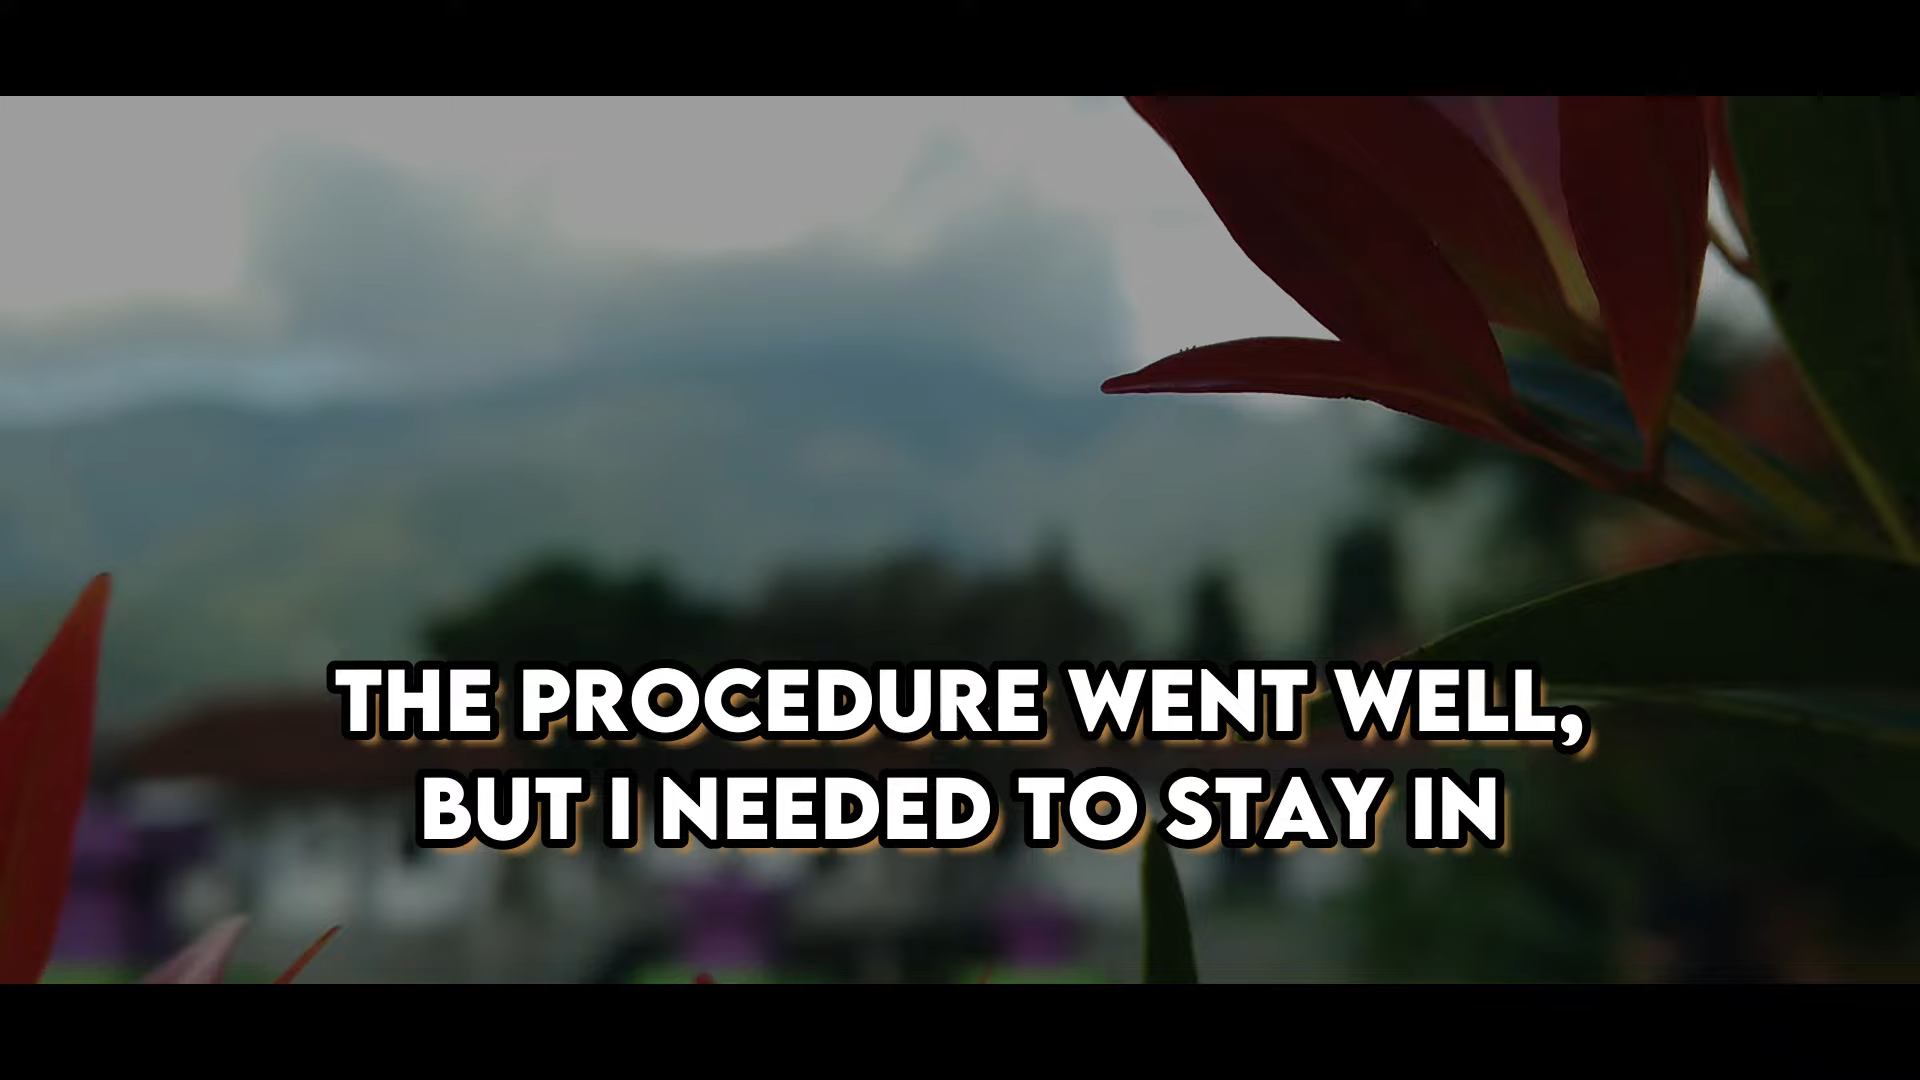 THE PROCEDURE WENT WELL,
BUT I NEEDED TO STAY IN